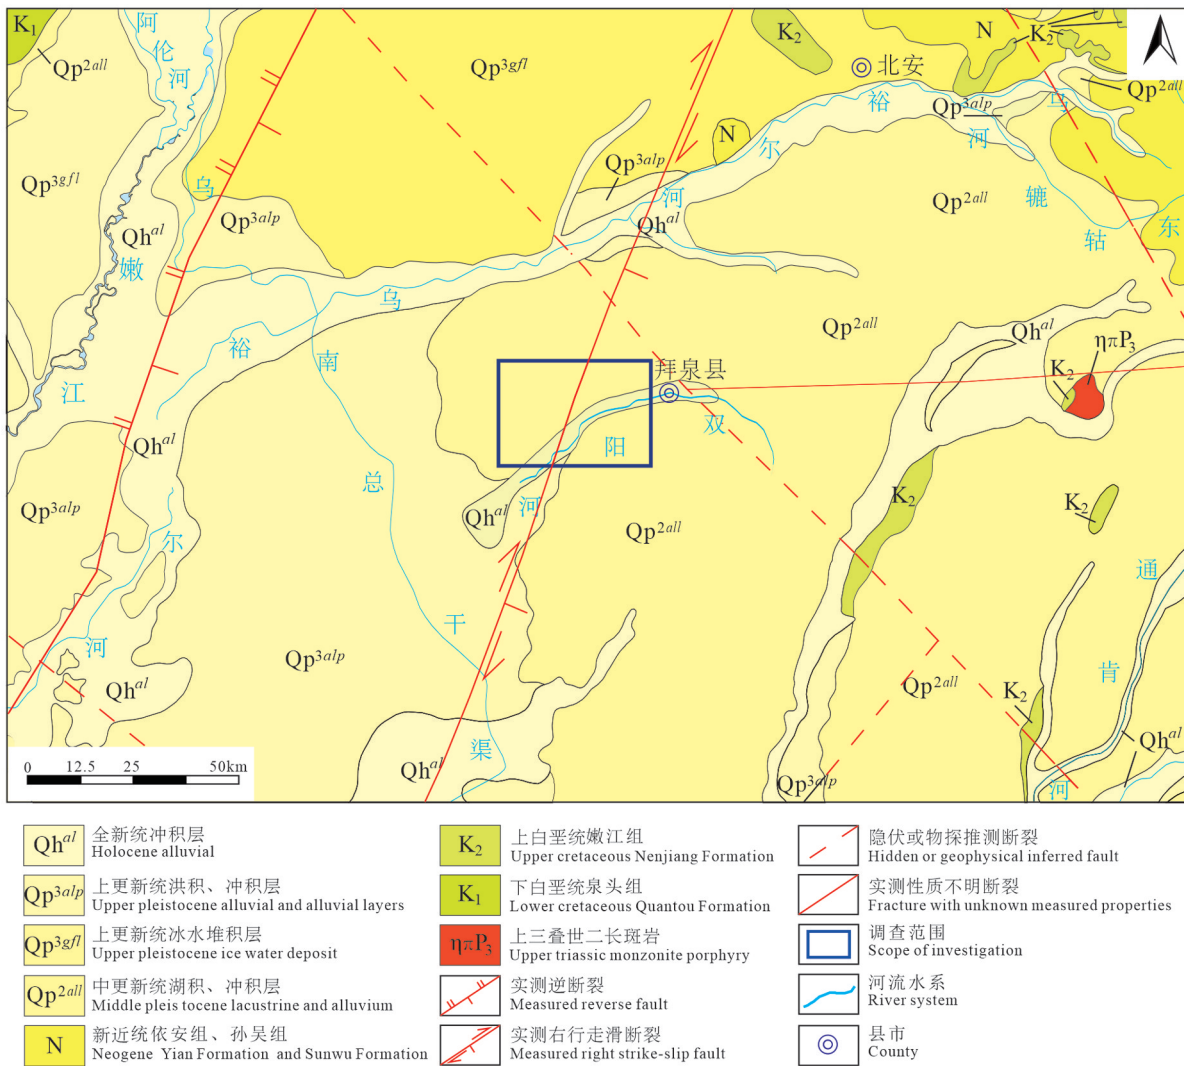 K1
阿伦河
Qp2all
Qp3gfl
K2
N
K2
北安
Qp2all
裕
乌
Qp3alp
河
尔
N
Qp3alp
Qp3gfl
乌
Qp3alp
Qhal
河
Qhal
Qp2all
辘
轱
东
嫩
乌
裕
南
Qp2all
Qhal
ηπP3
K2
拜泉县
江
双
阳
Qhal
总
河
Qhal
Qp3alp
尔
Qp2all
K2
K2
通
干
河
Qp3alp
Qhal
Qp2all
K2
肯
Qhal
渠
Qhal
Qp3alp
河
0 12.5 25 50km
Qhal
全新统冲积层
Holocene alluvial
Qp3alp
上更新统洪积、冲积层
Upper pleistocene alluvial and alluvial layers
Qp3gfl
上更新统冰水堆积层
Upper pleistocene ice water deposit
Qp2all
中更新统湖积、冲积层
Middle pleis tocene lacustrine and alluvium
N
新近统依安组、孙吴组
Neogene Yian Formation and Sunwu Formation
K2
上白垩统嫩江组
Upper cretaceous Nenjiang Formation
K1
下白垩统泉头组
Lower cretaceous Quantou Formation
ηπP3
上三叠世二长斑岩
Upper triassic monzonite porphyry
实测逆断裂
Measured reverse fault
实测右行走滑断裂
Measured right strike-slip fault
隐伏或物探推测断裂
Hidden or geophysical inferred fault
实测性质不明断裂
Fracture with unknown measured properties
调查范围
Scope of investigation
河流水系
River system
县市
County